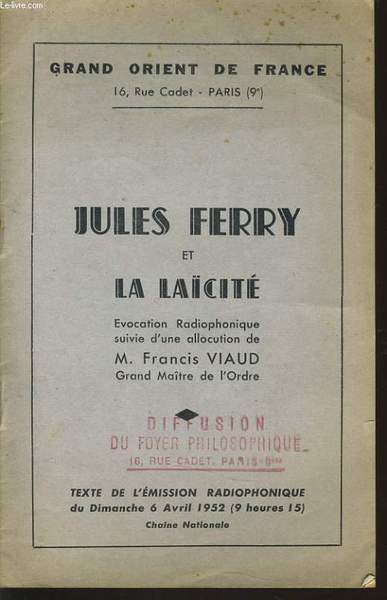 © Le-livre.com
GRAND ORIENT DE FRANCE
16, Rue Cadet - PARIS (9e)
JULES FERRY
ET
LA LAÏCITÉ
Evocation Radiophonique
suivie d'une allocution de
M. Francis VIAUD
Grand Maître de l'Ordre
DIFFUSION
DU FOYER PHILOSOPHIQUE
16, RUE CADET, PARIS-9ème
TEXTE DE L'ÉMISSION RADIOPHONIQUE
du Dimanche 6 Avril 1952 (9 heures 15)
Chaîne Nationale